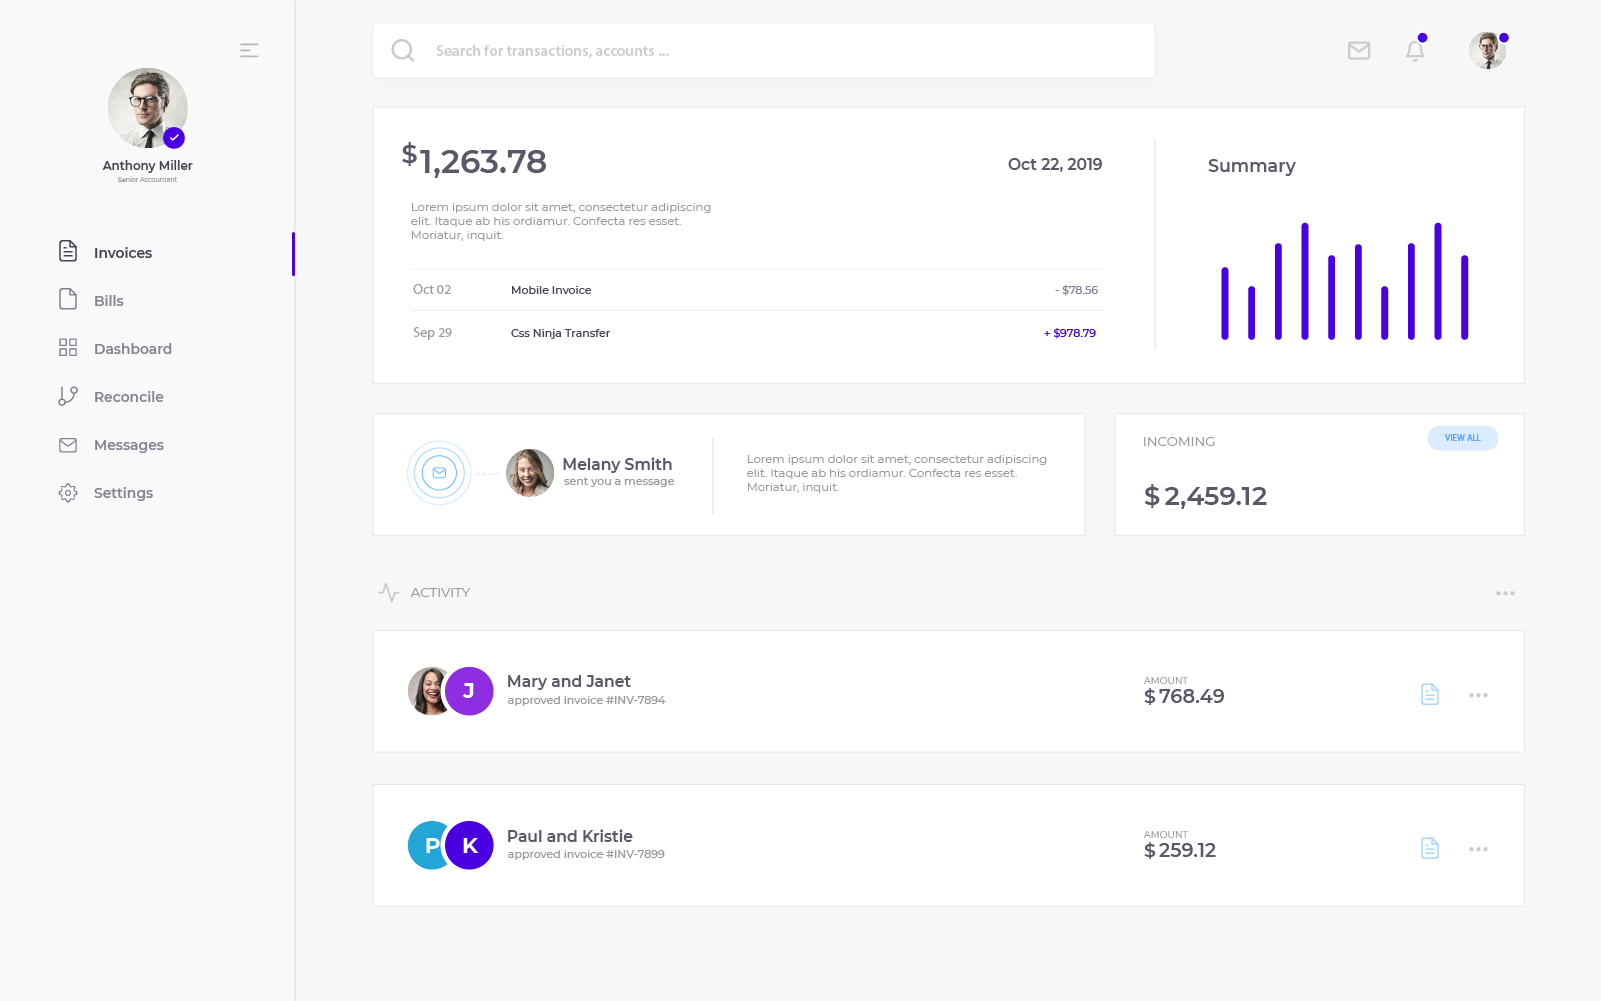 Anthony Miller
Senior Accountant
Invoices
Bills
Dashboard
Reconcile
Messages
Settings
Search for transactions, accounts ...
$1,263.78
Oct 22, 2019
Lorem ipsum dolor sit amet, consectetur adipiscing
elit. Itaque ab his ordiamur. Confecta res esset.
Moriatur, inquit.
Oct 02 Mobile Invoice - $78.56
Sep 29 Css Ninja Transfer + $978.79
Summary
Melany Smith
sent you a message
Lorem ipsum dolor sit amet, consectetur adipiscing
elit. Itaque ab his ordiamur. Confecta res esset.
Moriatur, inquit.
INCOMING
VIEW ALL
$ 2,459.12
ACTIVITY
J
Mary and Janet
approved invoice #INV-7894
AMOUNT
$ 768.49
P K
Paul and Kristie
approved invoice #INV-7899
AMOUNT
$ 259.12